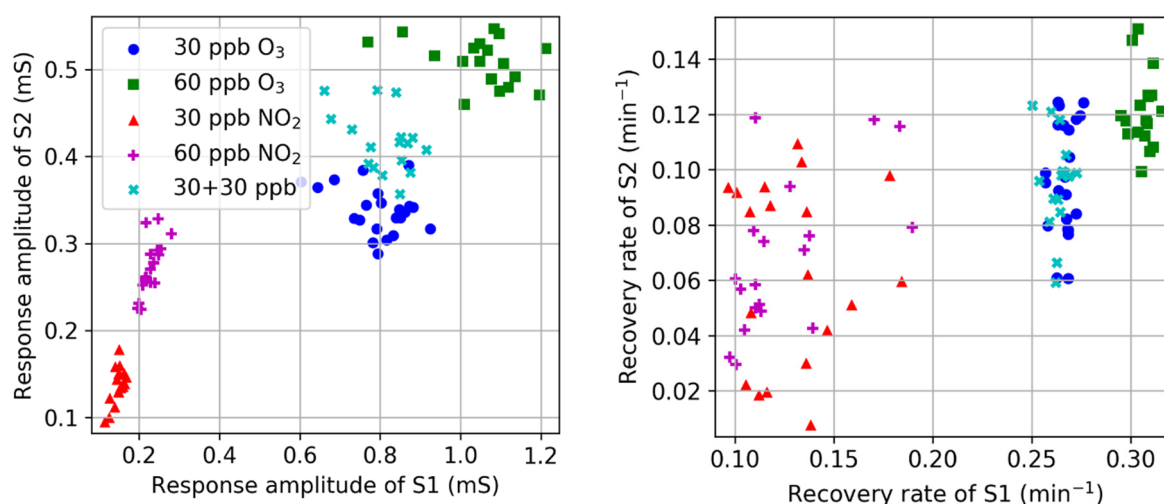 Response amplitude of S2 (mS)
0.5
0.4
0.3
0.2
0.1
30 ppb O₃
60 ppb O₃
30 ppb NO₂
60 ppb NO₂
30+30 ppb
0.2 0.4 0.6 0.8 1.0 1.2
Response amplitude of S1 (mS)
Recovery rate of S2 (min⁻¹)
0.14
0.12
0.10
0.08
0.06
0.04
0.02
0.10 0.15 0.20 0.25 0.30
Recovery rate of S1 (min⁻¹)